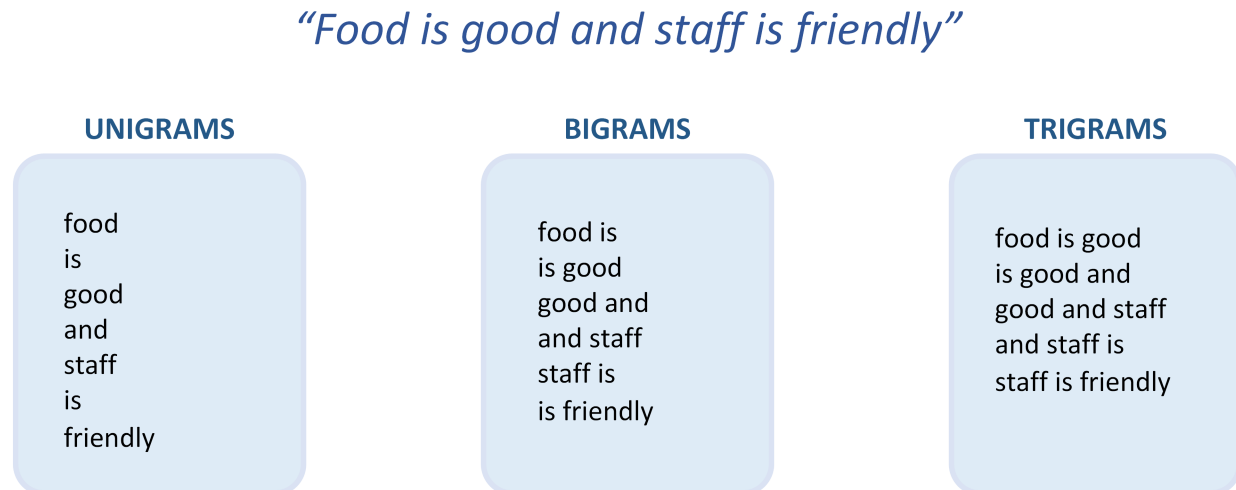 “Food is good and staff is friendly”
UNIGRAMS
food
is
good
and
staff
is
friendly
BIGRAMS
food is
is good
good and
and staff
staff is
is friendly
TRIGRAMS
food is good
is good and
good and staff
and staff is
staff is friendly